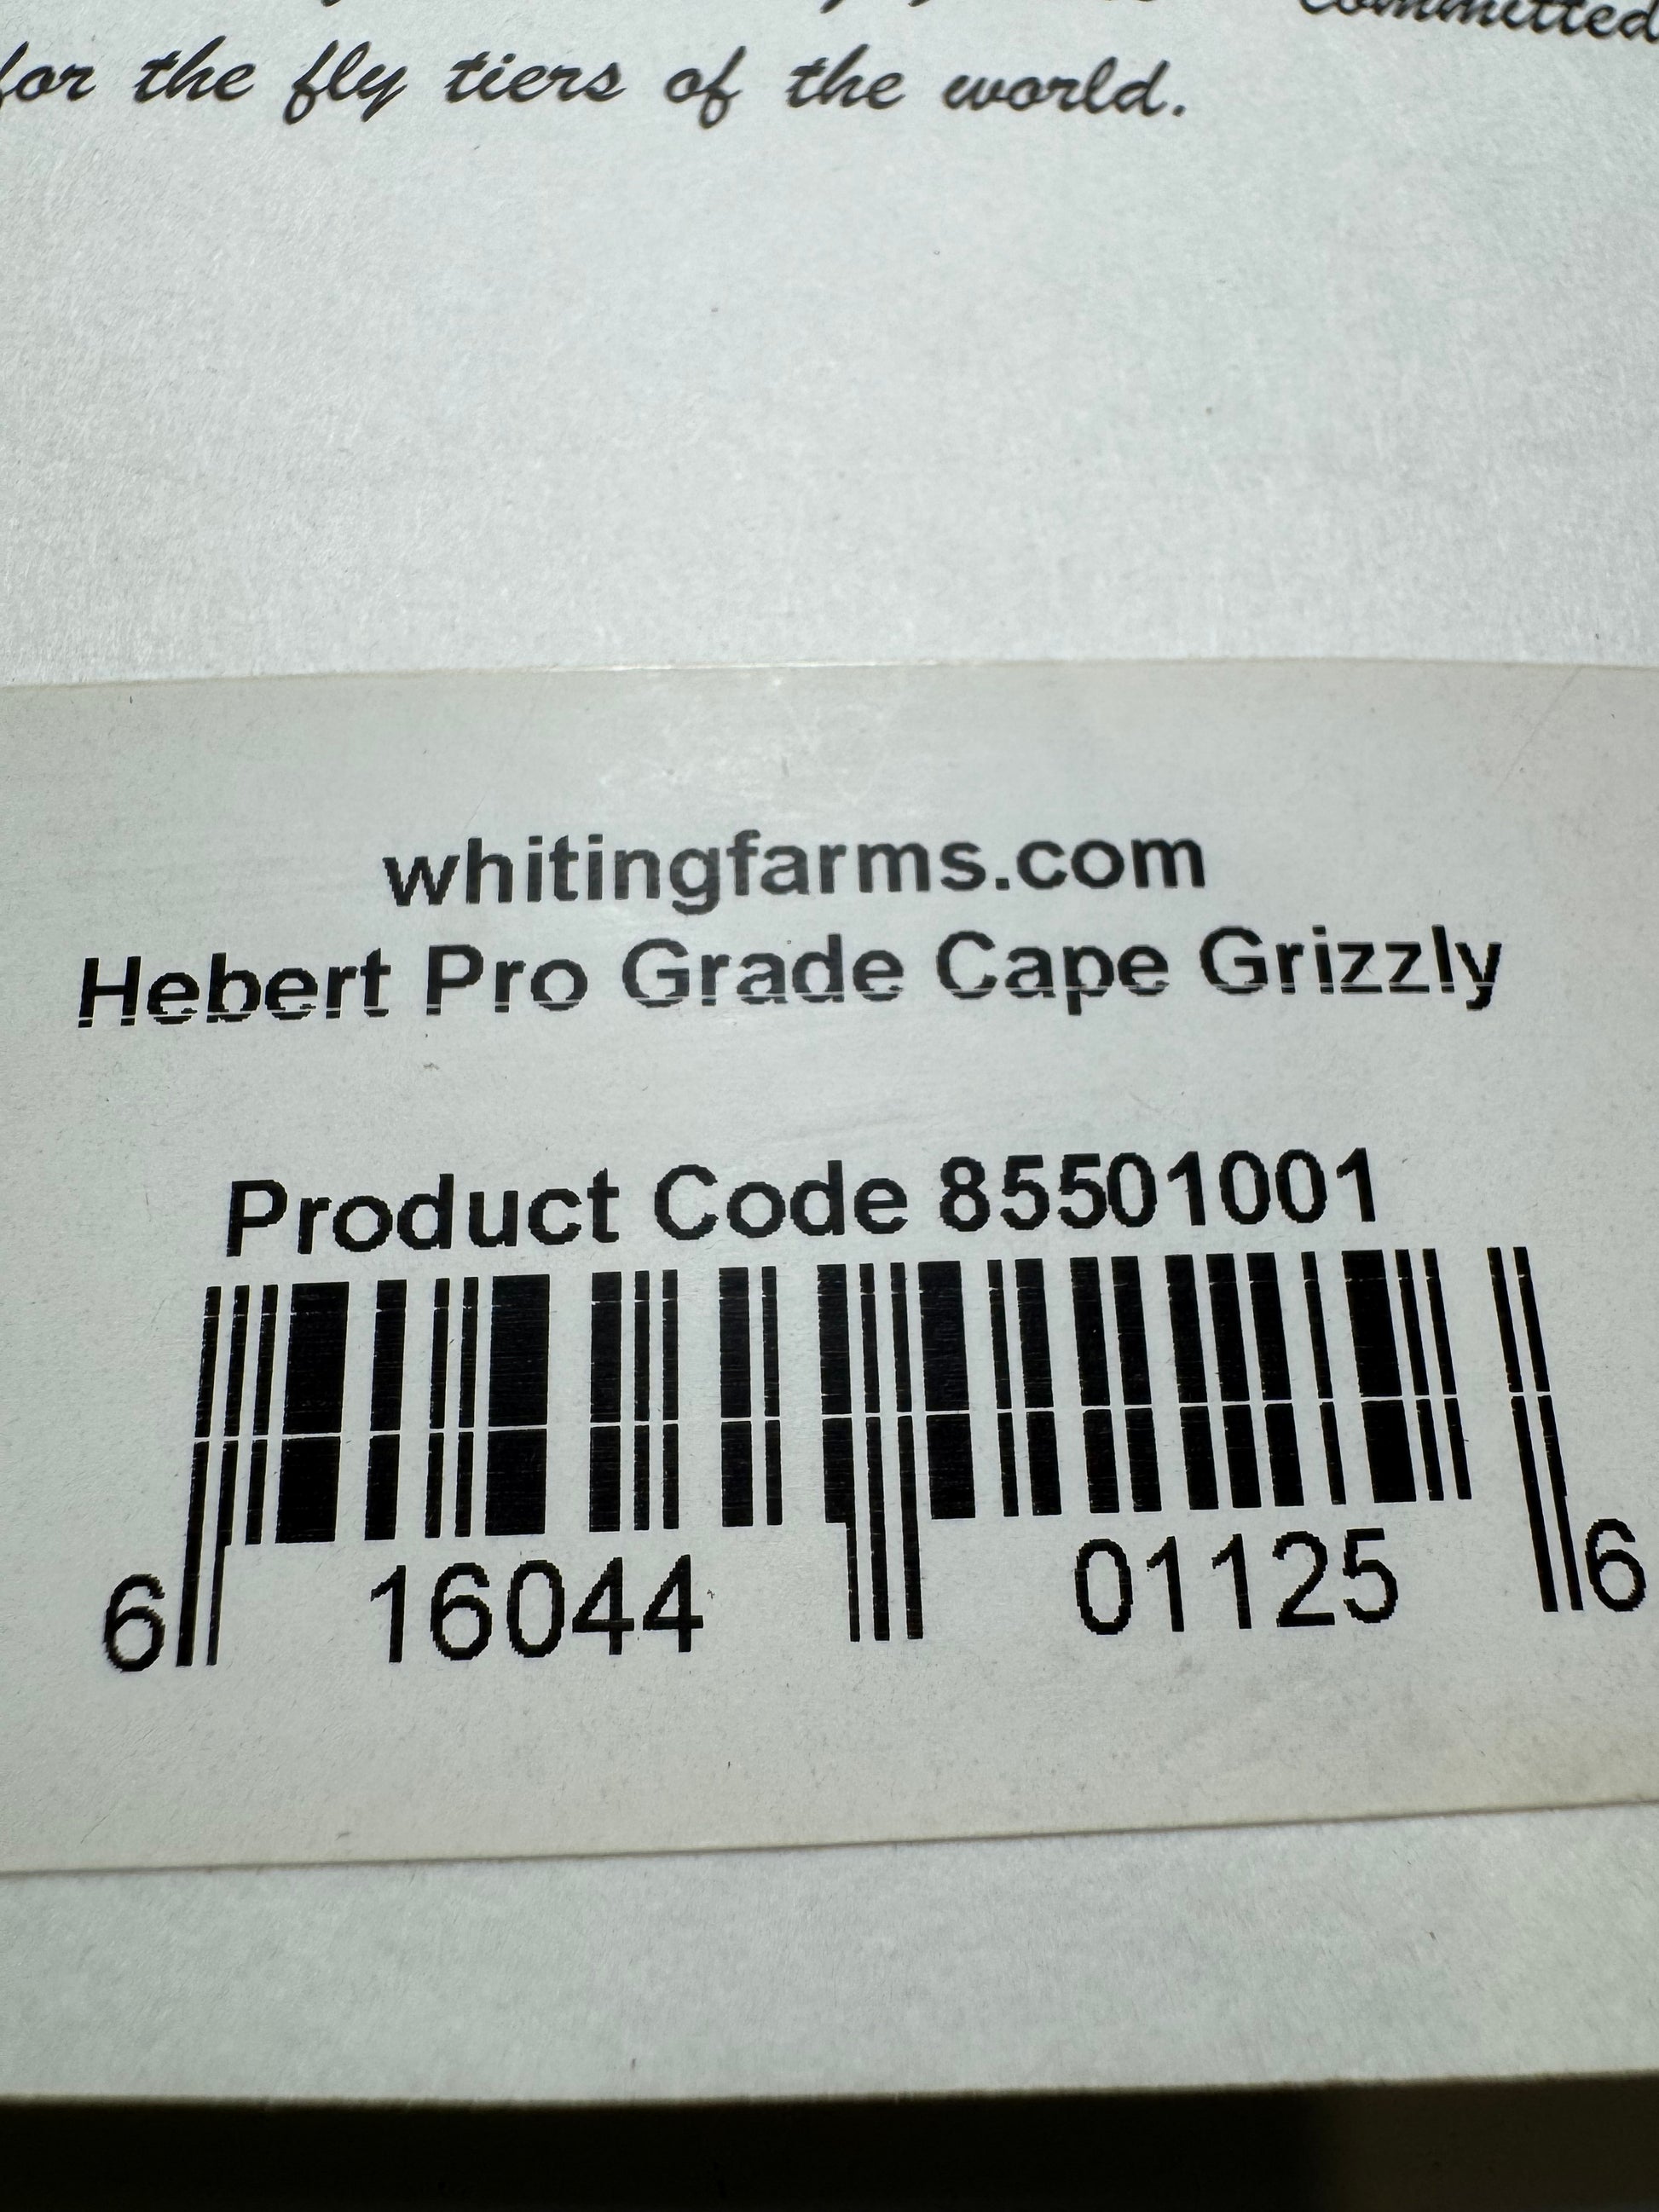 committed
for the fly tiers of the world.
whitingfarms.com
Hebert Pro Grade Cape Grizzly
Product Code 85501001
6 16044 01125 6